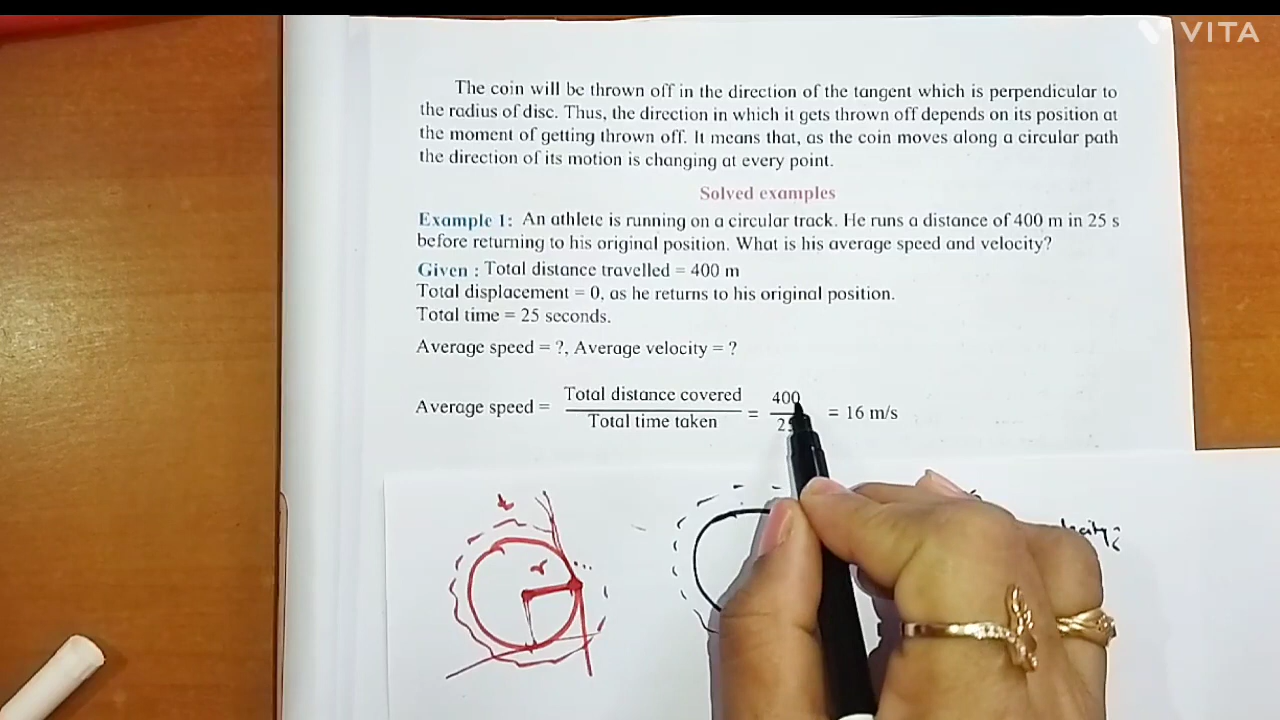 VITA
The coin will be thrown off in the direction of the tangent which is perpendicular to
the radius of disc. Thus, the direction in which it gets thrown off depends on its position at
the moment of getting thrown off. It means that, as the coin moves along a circular path
the direction of its motion is changing at every point.
Solved examples
Example 1: An athlete is running on a circular track. He runs a distance of 400 m in 25 s
before returning to his original position. What is his average speed and velocity?
Given : Total distance travelled = 400 m
Total displacement = 0, as he returns to his original position.
Total time = 25 seconds.
Average speed = ?, Average velocity = ?
Average speed = Total distance covered / Total time taken = 400 / 25 = 16 m/s
r